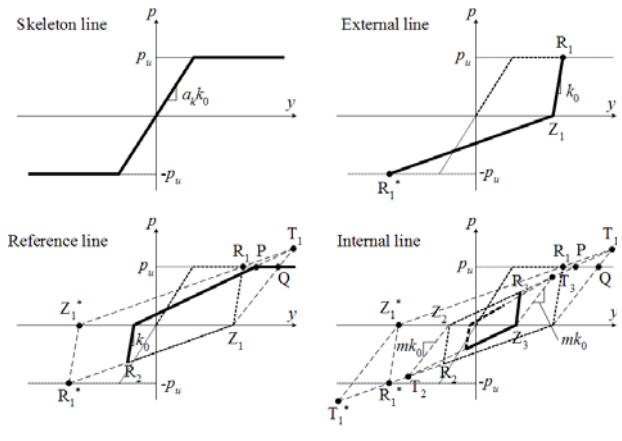 Skeleton line
p
p_u
a_k k_0
y
-p_u
External line
p
p_u
R_1
k_0
y
Z_1
R_1^*
-p_u
Reference line
p
T_1
p_u
R_1
P
Q
Z_1^*
y
k_0
Z_1
R_2
R_1^*
-p_u
Internal line
p
T_1
p_u
R_1
P
R_3
T_3
Q
Z_1^*
Z_2
y
mk_0
Z_3
mk_0
R_2
R_1^*
T_2
-p_u
T_1^*